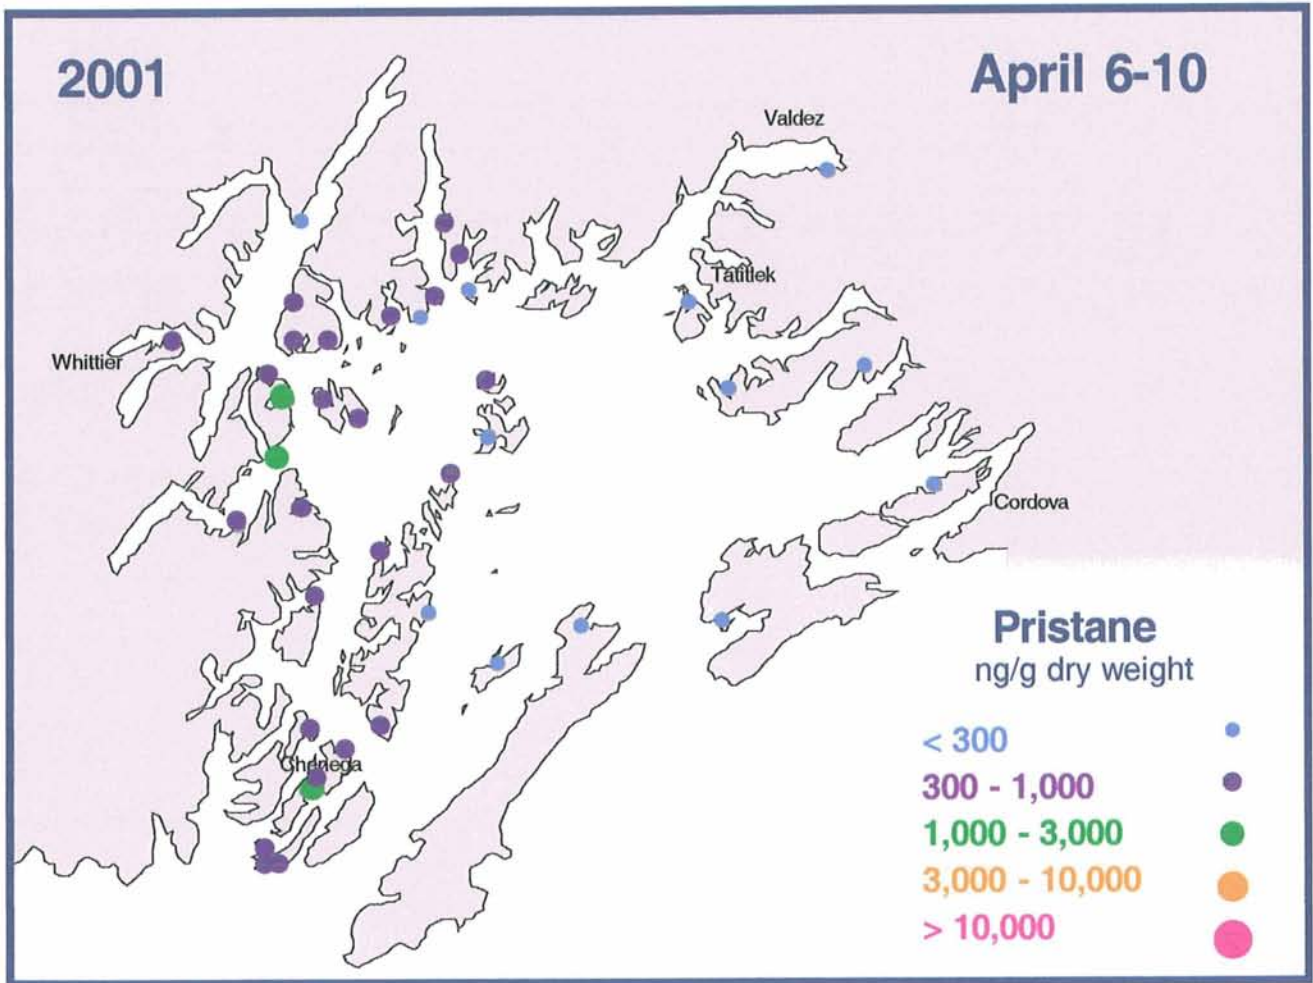 2001
April 6-10
Valdez
Tatitlek
Whittier
Cordova
Chenega
Pristane
ng/g dry weight
< 300
300 - 1,000
1,000 - 3,000
3,000 - 10,000
> 10,000